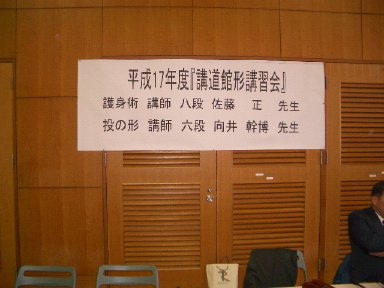 平成17年度『講道館形講習会』
護身術 講師 八段 佐藤 正 先生
投の形 講師 六段 向井 幹博 先生